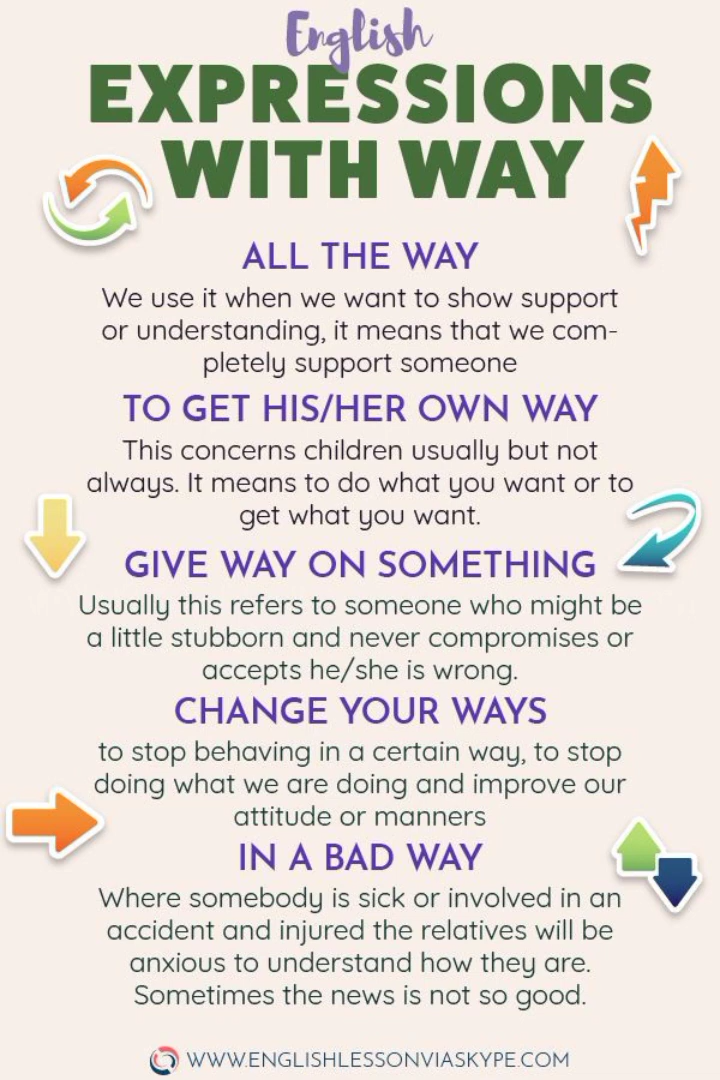 English
EXPRESSIONS
WITH WAY
ALL THE WAY
We use it when we want to show support
or understanding, it means that we com-
pletely support someone
TO GET HIS/HER OWN WAY
This concerns children usually but not
always. It means to do what you want or to
get what you want.
GIVE WAY ON SOMETHING
Usually this refers to someone who might be
a little stubborn and never compromises or
accepts he/she is wrong.
CHANGE YOUR WAYS
to stop behaving in a certain way, to stop
doing what we are doing and improve our
attitude or manners
IN A BAD WAY
Where somebody is sick or involved in an
accident and injured the relatives will be
anxious to understand how they are.
Sometimes the news is not so good.
WWW.ENGLISHLESSONVIASKYPE.COM